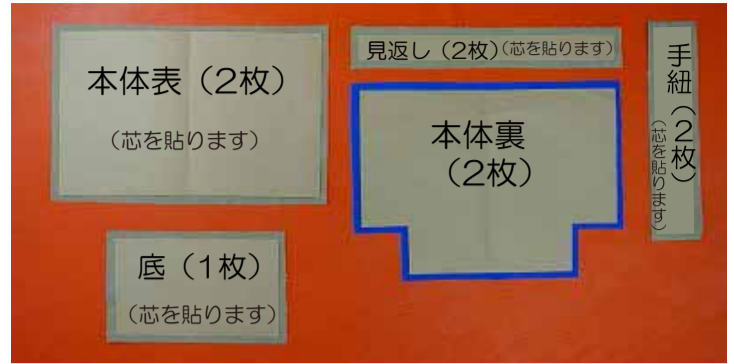 本体表（2枚）
（芯を貼ります）
見返し（2枚）（芯を貼ります）
本体裏
（2枚）
手紐（2枚）
（芯を貼ります）
底（1枚）
（芯を貼ります）